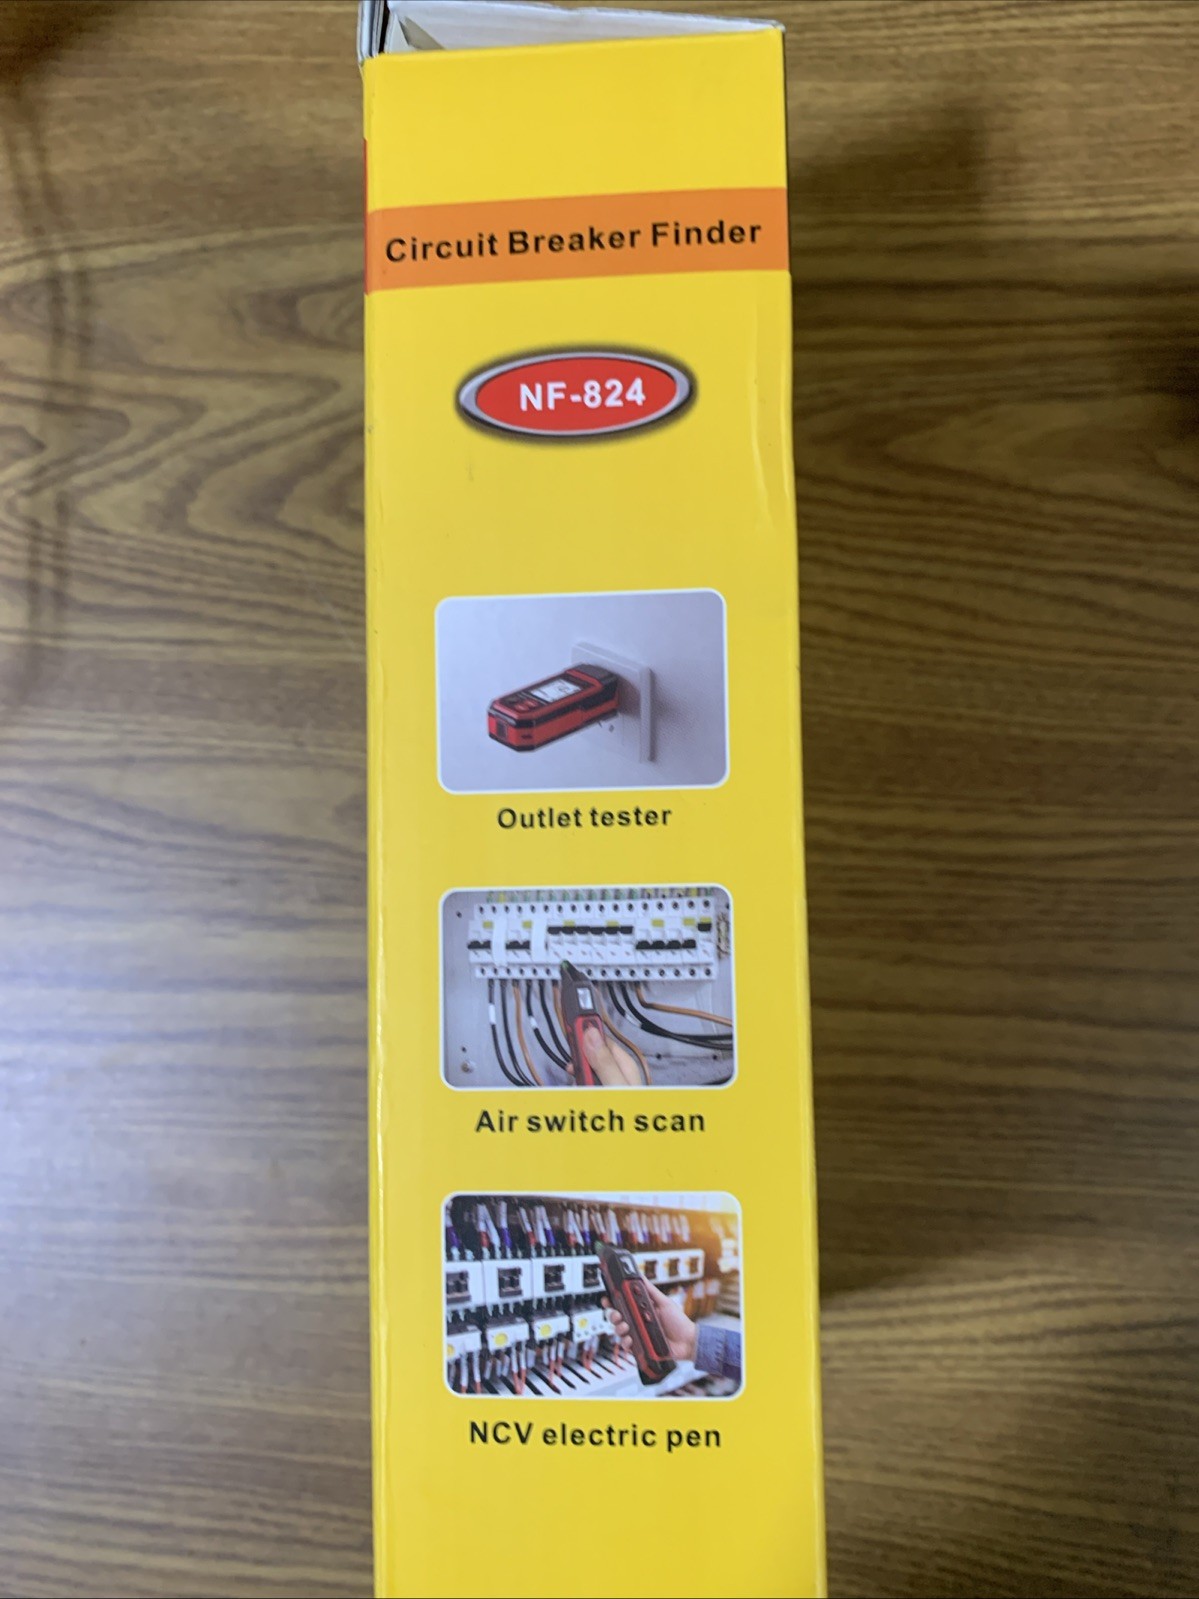 Circuit Breaker Finder
NF-824
Outlet tester
Air switch scan
NCV electric pen